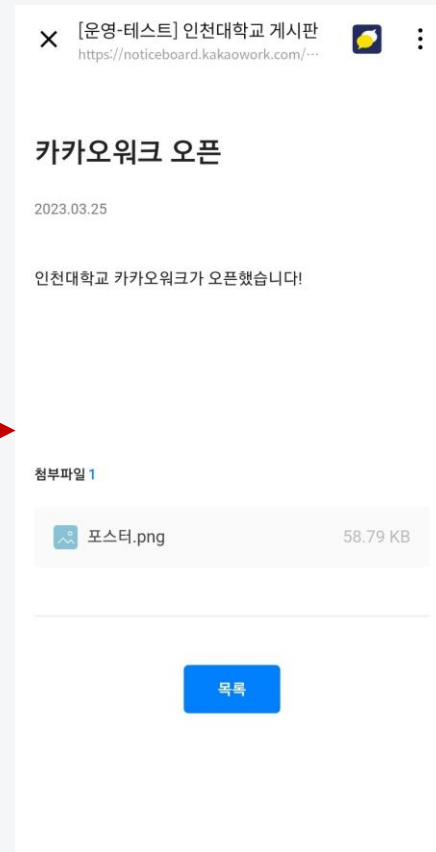 [운영-테스트] 인천대학교 게시판
https://noticeboard.kakaowork.com/…
카카오워크 오픈
2023.03.25
인천대학교 카카오워크가 오픈했습니다!
첨부파일 1
포스터.png 58.79 KB
목록